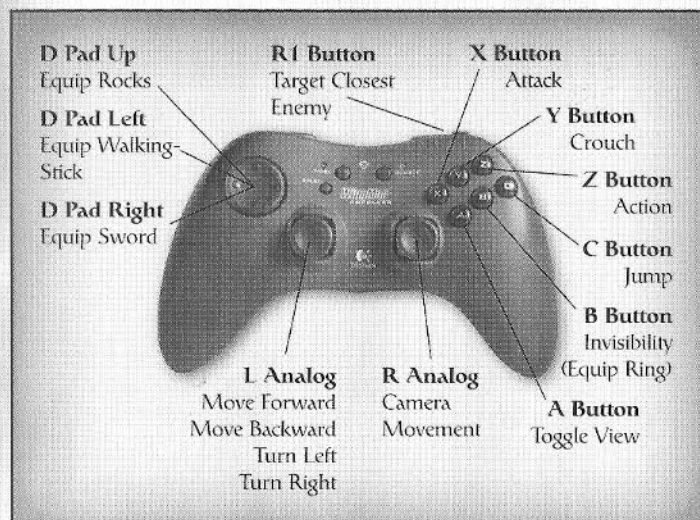 D Pad Up
Equip Rocks
D Pad Left
Equip Walking-
Stick
D Pad Right
Equip Sword
R1 Button
Target Closest
Enemy
X Button
Attack
Y Button
Crouch
Z Button
Action
C Button
Jump
B Button
Invisibility
(Equip Ring)
A Button
Toggle View
L Analog
Move Forward
Move Backward
Turn Left
Turn Right
R Analog
Camera
Movement